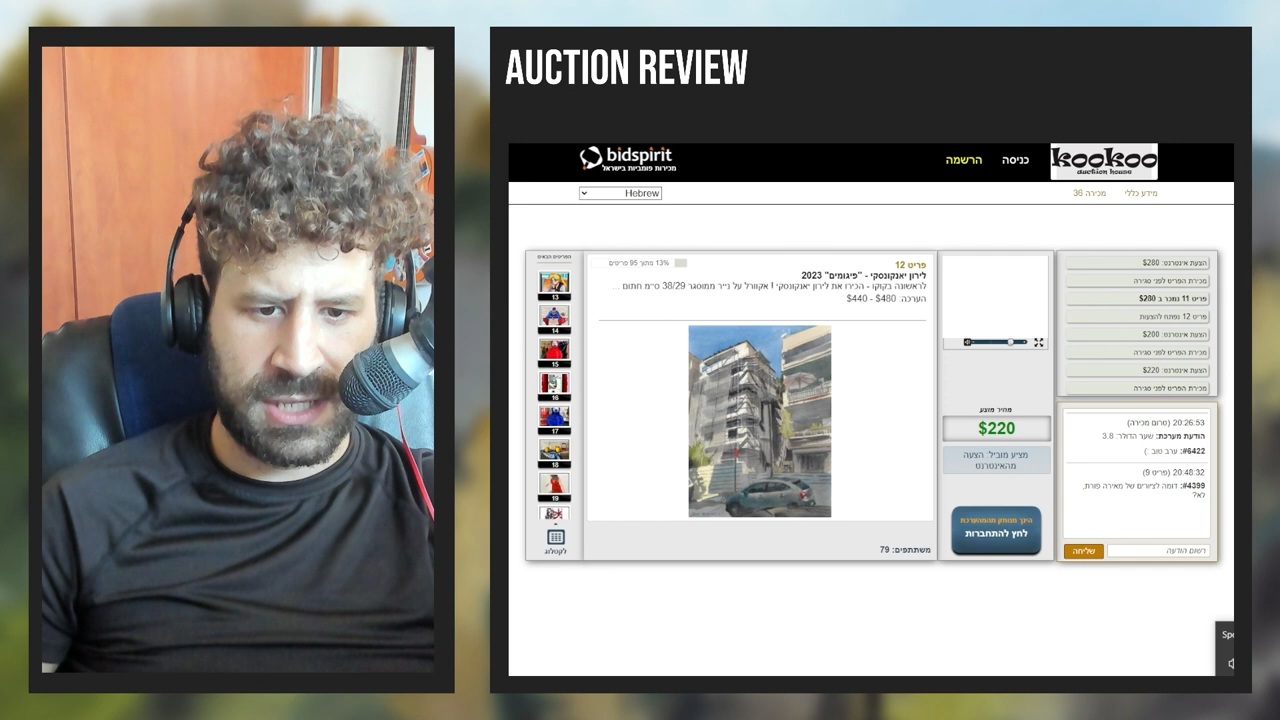 AUCTION REVIEW
bidspirit
מכירות פומביות בישראל
הרשמה
כניסה
kookoo
auction house
Hebrew
מידע כללי
מכירה 36
הפריטים הבאים
13
14
15
16
17
18
19
לקטלוג
13% מתוך 95 פריטים
פריט 12
לירון יאנקונסקי - "פיגומים" 2023
לראשונה בקוקו - הכירו את לירון יאנקונסקי ! אקוורל על נייר ממוסגר 38/29 ס״מ חתום ...
הערכה: $480 - $440
משתתפים: 79
מחיר מוצע
$220
מציע מוביל: הצעה
מהאינטרנט
הינך מנותק מהמערכת
לחץ להתחברות
הצעת אינטרנט: $280
מכירת הפריט לפני סגירה
פריט 11 נמכר ב $280
פריט 12 נפתח להצעות
הצעת אינטרנט: $200
מכירת הפריט לפני סגירה
הצעת אינטרנט: $220
מכירת הפריט לפני סגירה
20:26:53 (טרום מכירה)
הודעת מערכת: שער הדולר: 3.8
#6422: ערב טוב :)
20:48:32 (פריט 9)
#4399: דומה לציורים של מאירה פורת,
לא?
רשום הודעה
שליחה